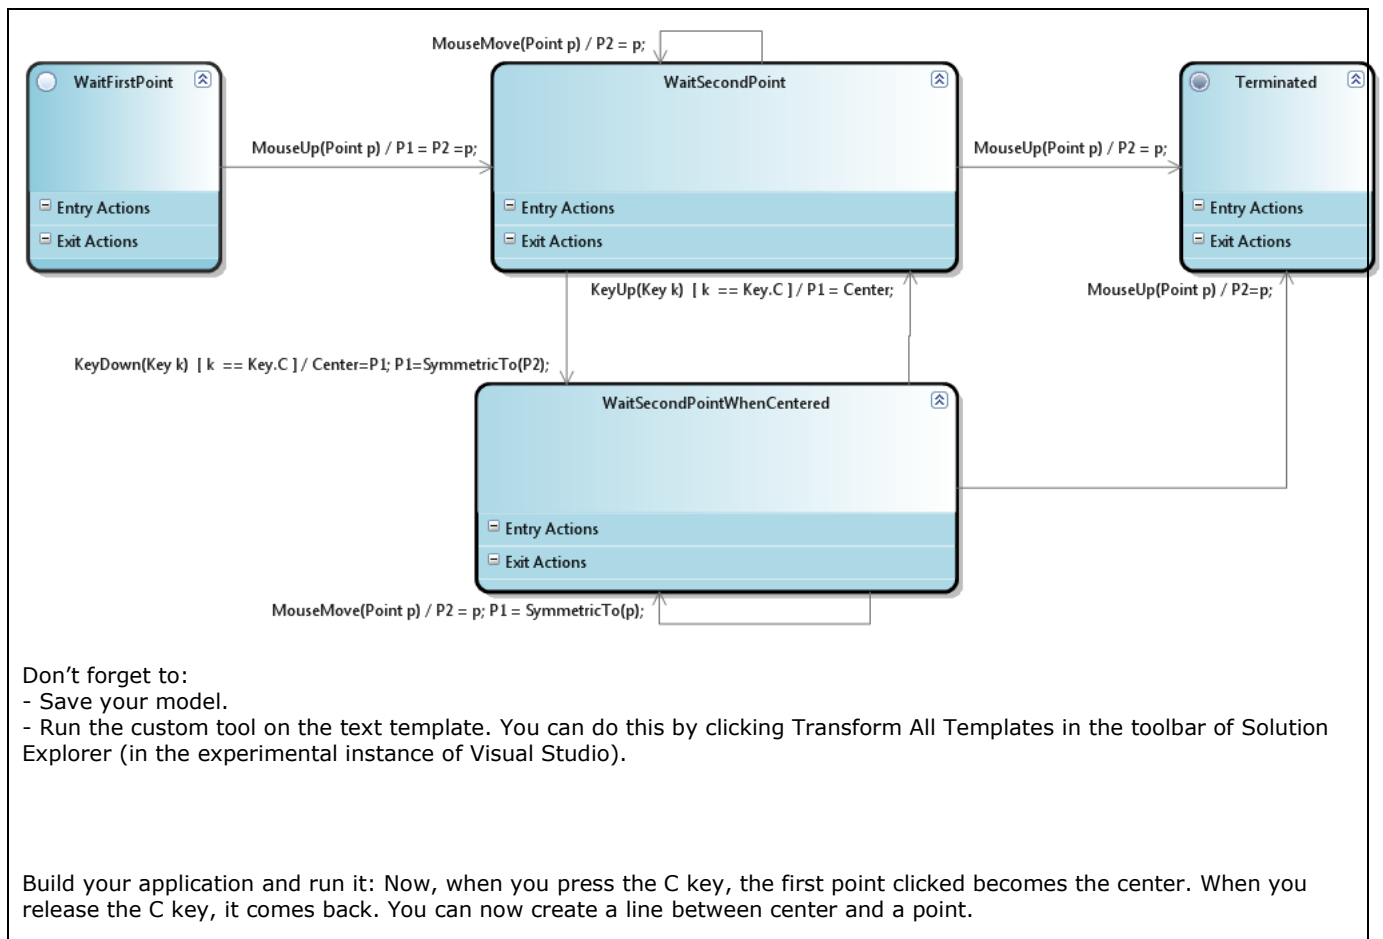 MouseMove(Point p) / P2 = p;
WaitFirstPoint
WaitSecondPoint
Terminated
MouseUp(Point p) / P1 = P2 =p;
MouseUp(Point p) / P2 = p;
Entry Actions
Exit Actions
Entry Actions
Exit Actions
Entry Actions
Exit Actions
KeyUp(Key k) [ k == Key.C ] / P1 = Center;
MouseUp(Point p) / P2=p;
KeyDown(Key k) [ k == Key.C ] / Center=P1; P1=SymmetricTo(P2);
WaitSecondPointWhenCentered
Entry Actions
Exit Actions
MouseMove(Point p) / P2 = p; P1 = SymmetricTo(p);
Don’t forget to:
- Save your model.
- Run the custom tool on the text template. You can do this by clicking Transform All Templates in the toolbar of Solution
Explorer (in the experimental instance of Visual Studio).
Build your application and run it: Now, when you press the C key, the first point clicked becomes the center. When you
release the C key, it comes back. You can now create a line between center and a point.